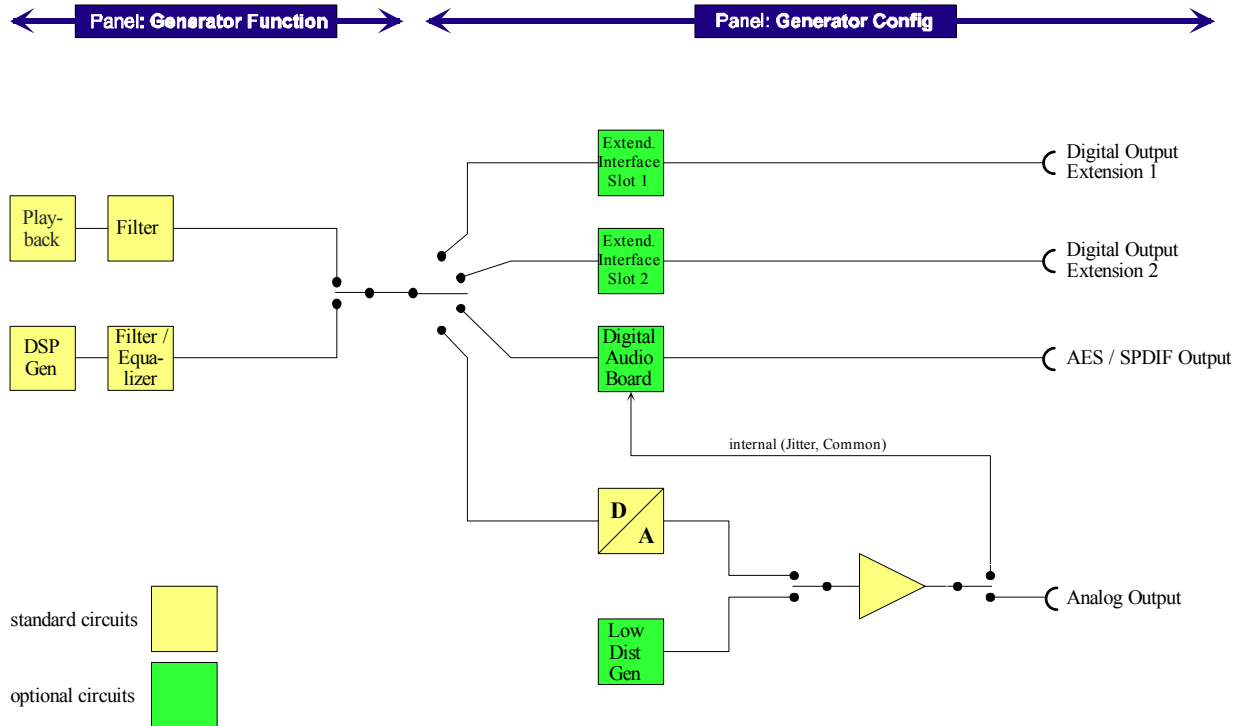 Panel: Generator Function
Panel: Generator Config
Extend.
Interface
Slot 1
Digital Output
Extension 1
Play-
back
Filter
Extend.
Interface
Slot 2
Digital Output
Extension 2
DSP
Gen
Filter /
Equa-
lizer
Digital
Audio
Board
AES / SPDIF Output
internal (Jitter, Common)
D
A
Analog Output
standard circuits
Low
Dist
Gen
optional circuits